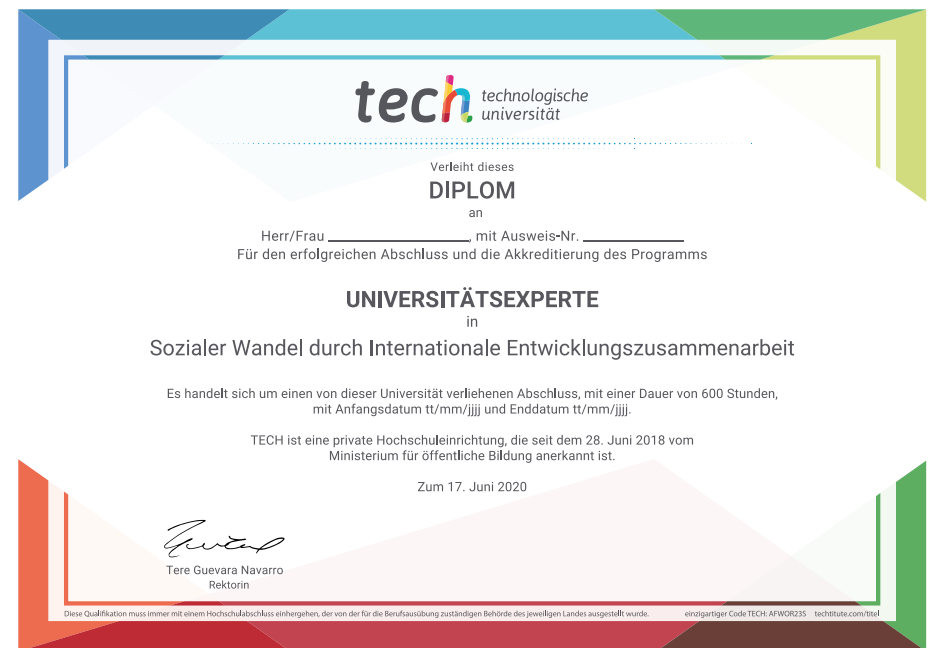 tech technologische
universität
Verleiht dieses
DIPLOM
an
Herr/Frau ____________, mit Ausweis-Nr. ____________
Für den erfolgreichen Abschluss und die Akkreditierung des Programms
UNIVERSITÄTSEXPERTE
in
Sozialer Wandel durch Internationale Entwicklungszusammenarbeit
Es handelt sich um einen von dieser Universität verliehenen Abschluss, mit einer Dauer von 600 Stunden,
mit Anfangsdatum tt/mm/jjjj und Enddatum tt/mm/jjjj.
TECH ist eine private Hochschuleinrichtung, die seit dem 28. Juni 2018 vom
Ministerium für öffentliche Bildung anerkannt ist.
Zum 17. Juni 2020
Tere Guevara Navarro
Rektorin
Diese Qualifikation muss immer mit einem Hochschulabschluss einhergehen, der von der für die Berufsausübung zuständigen Behörde des jeweiligen Landes ausgestellt wurde. einzigartiger Code TECH: AFWOR23S techtitute.com/titel